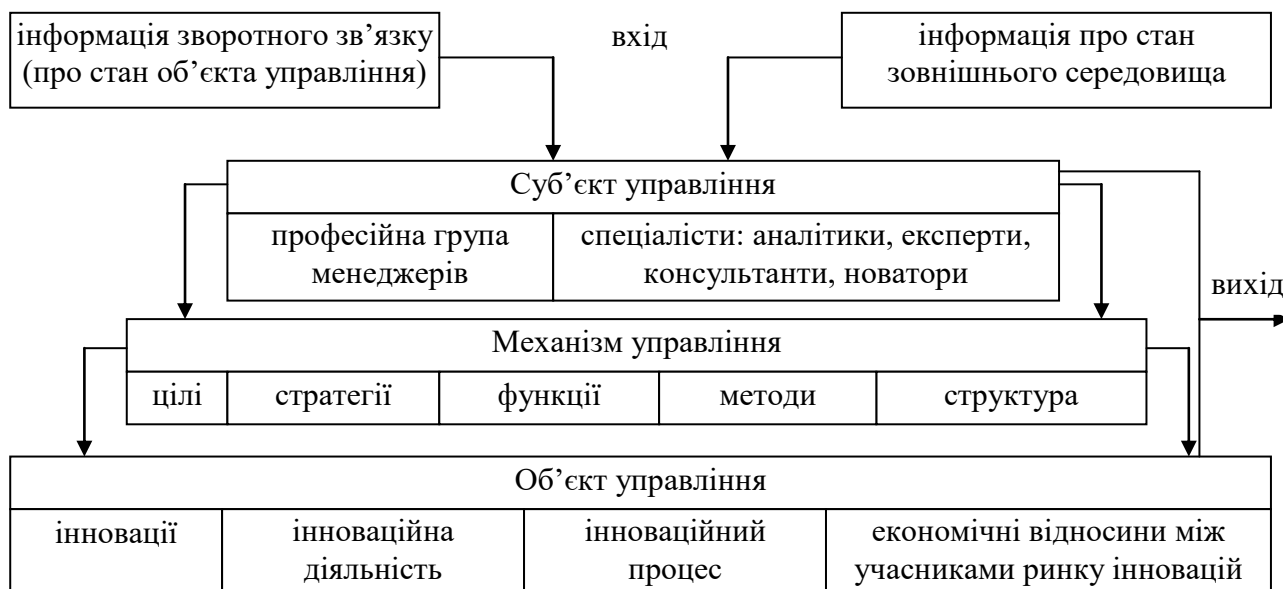 інформація зворотного зв’язку
(про стан об’єкта управління)
вхід
інформація про стан
зовнішнього середовища
Суб’єкт управління
професійна група
менеджерів
спеціалісти: аналітики, експерти,
консультанти, новатори
вихід
Механізм управління
цілі
стратегії
функції
методи
структура
Об’єкт управління
інновації
інноваційна
діяльність
інноваційний
процес
економічні відносини між
учасниками ринку інновацій